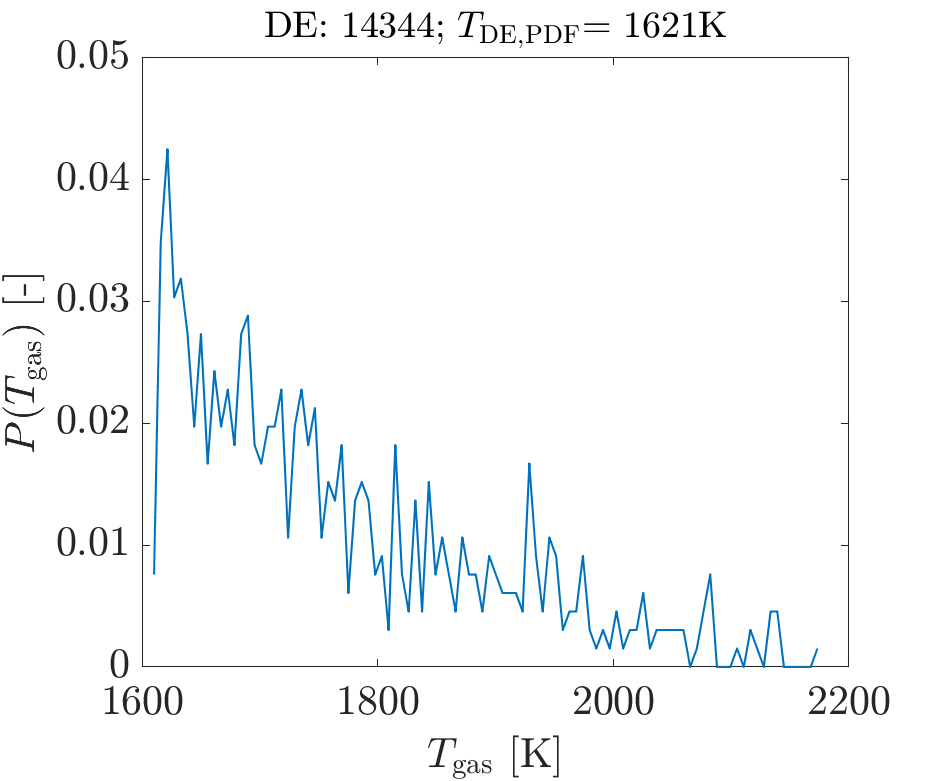 DE: 14344; T_DE,PDF= 1621K
0.05
0.04
0.03
0.02
0.01
0
P(T_gas) [-]
1600 1800 2000 2200
T_gas [K]